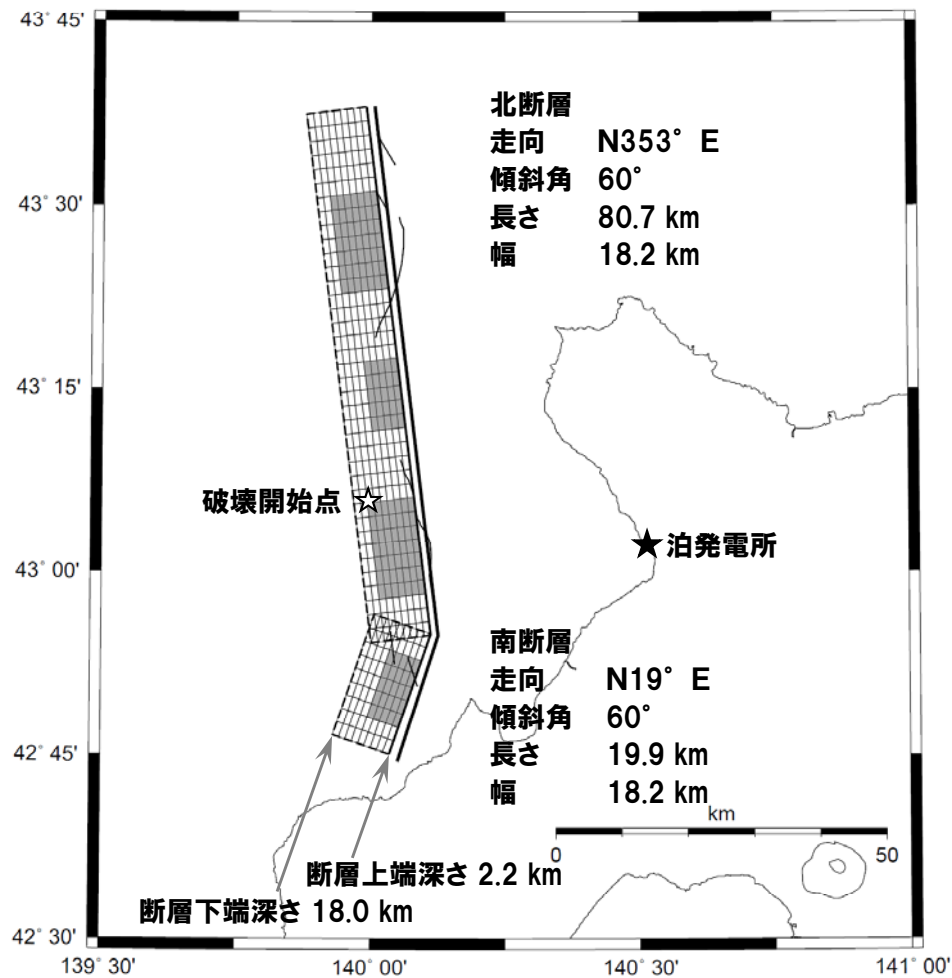 43° 45'
北断層
走向 N353° E
傾斜角 60°
長さ 80.7 km
幅 18.2 km
43° 30'
43° 15'
破壊開始点
泊発電所
43° 00'
南断層
走向 N19° E
傾斜角 60°
長さ 19.9 km
幅 18.2 km
42° 45'
km
0 50
断層上端深さ 2.2 km
断層下端深さ 18.0 km
42° 30'
139° 30' 140° 00' 140° 30' 141° 00'